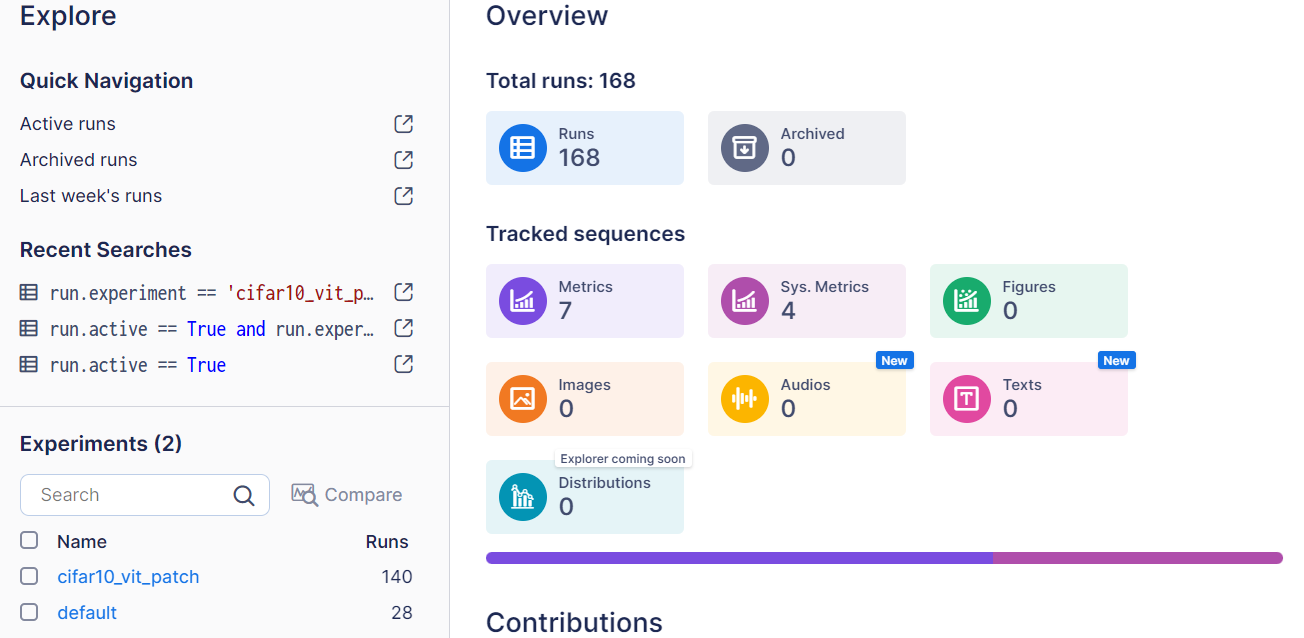 Explore
Quick Navigation
Active runs
Archived runs
Last week's runs
Recent Searches
run.experiment == 'cifar10_vit_p…
run.active == True and run.exper…
run.active == True
Experiments (2)
Search
Compare
Name Runs
cifar10_vit_patch 140
default 28
Overview
Total runs: 168
Runs
168
Archived
0
Tracked sequences
Metrics
7
Sys. Metrics
4
Figures
0
Images
0
New
Audios
0
New
Texts
0
Explorer coming soon
Distributions
0
Contributions